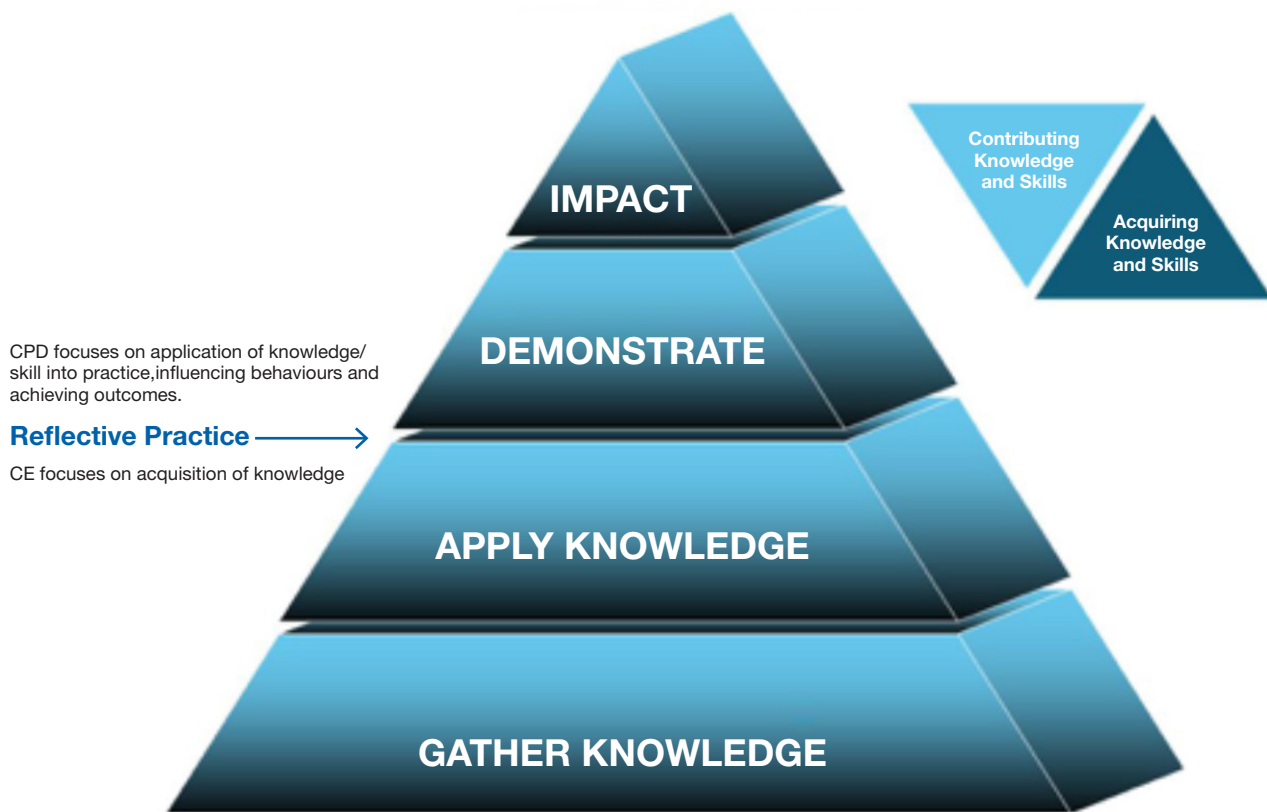 IMPACT
Contributing
Knowledge
and Skills
Acquiring
Knowledge
and Skills
DEMONSTRATE
CPD focuses on application of knowledge/
skill into practice,influencing behaviours and
achieving outcomes.
Reflective Practice
CE focuses on acquisition of knowledge
APPLY KNOWLEDGE
GATHER KNOWLEDGE